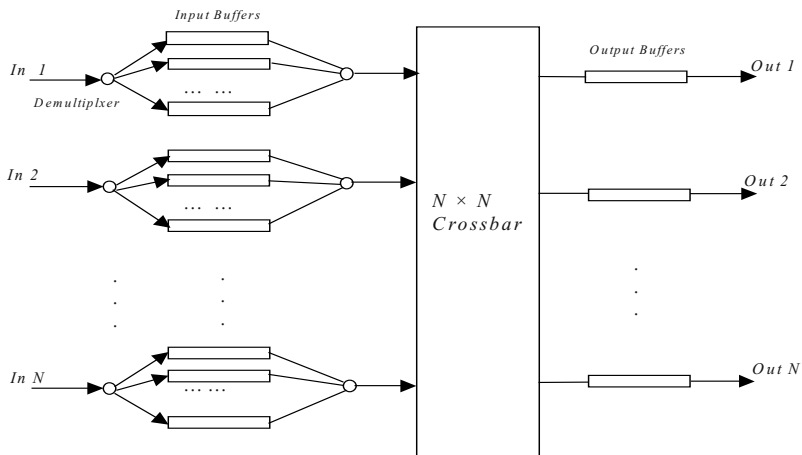 Input Buffers
Output Buffers
In 1
Out 1
Demultiplxer
... ...
In 2
Out 2
... ...
N × N
Crossbar
In N
Out N
... ...